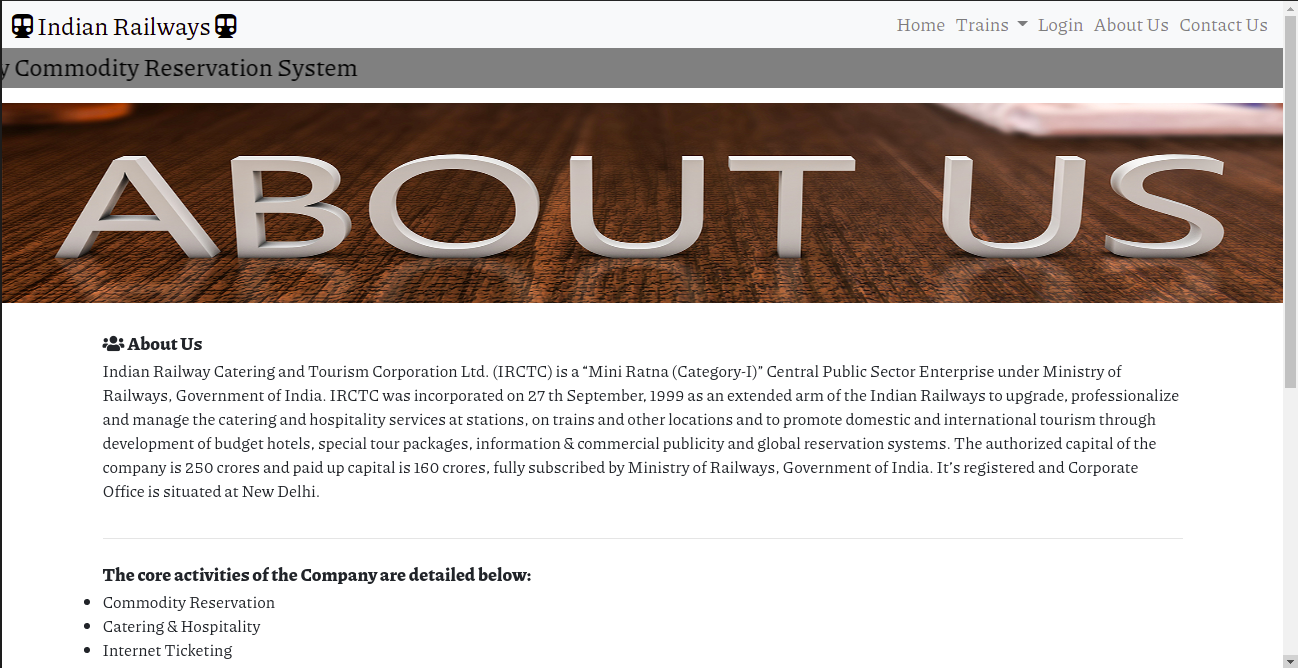 Indian Railways
Home Trains Login About Us Contact Us
y Commodity Reservation System
ABOUT US
About Us
Indian Railway Catering and Tourism Corporation Ltd. (IRCTC) is a “Mini Ratna (Category-I)” Central Public Sector Enterprise under Ministry of
Railways, Government of India. IRCTC was incorporated on 27 th September, 1999 as an extended arm of the Indian Railways to upgrade, professionalize
and manage the catering and hospitality services at stations, on trains and other locations and to promote domestic and international tourism through
development of budget hotels, special tour packages, information & commercial publicity and global reservation systems. The authorized capital of the
company is 250 crores and paid up capital is 160 crores, fully subscribed by Ministry of Railways, Government of India. It’s registered and Corporate
Office is situated at New Delhi.
The core activities of the Company are detailed below:
• Commodity Reservation
• Catering & Hospitality
• Internet Ticketing